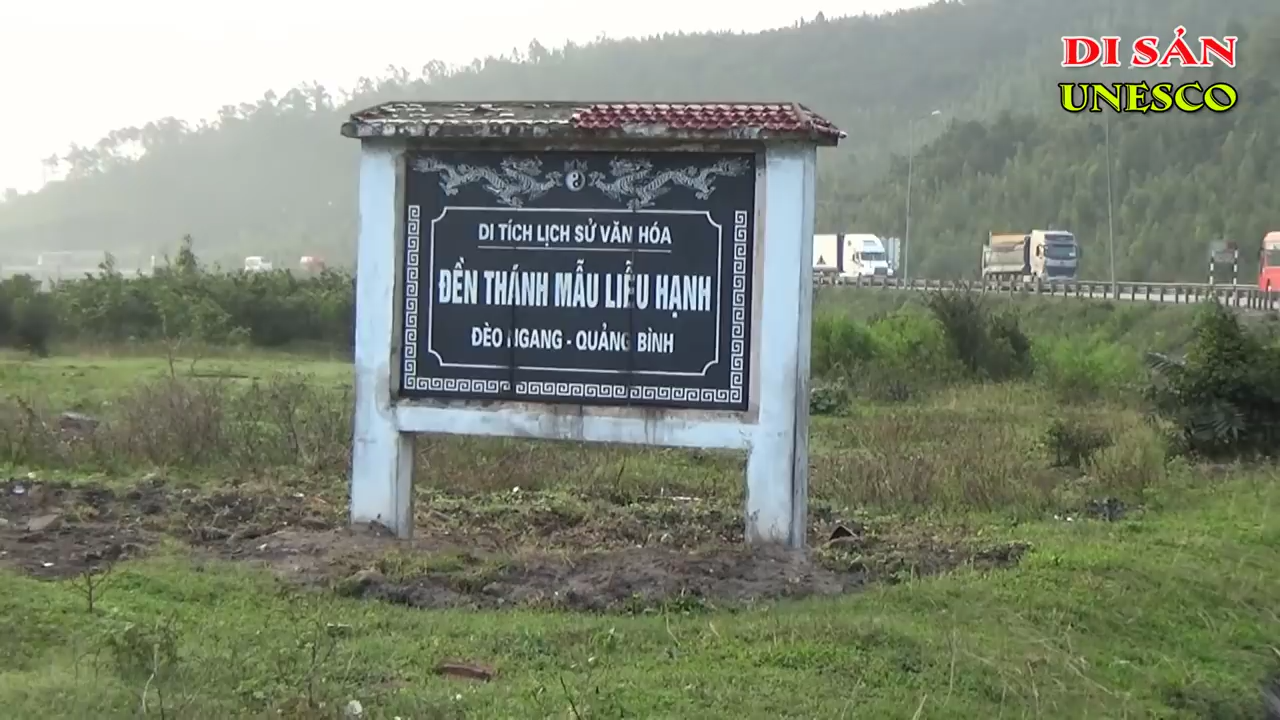 DI SẢN
UNESCO
DI TÍCH LỊCH SỬ VĂN HÓA
ĐỀN THÁNH MẪU LIỄU HẠNH
ĐÈO NGANG - QUẢNG BÌNH